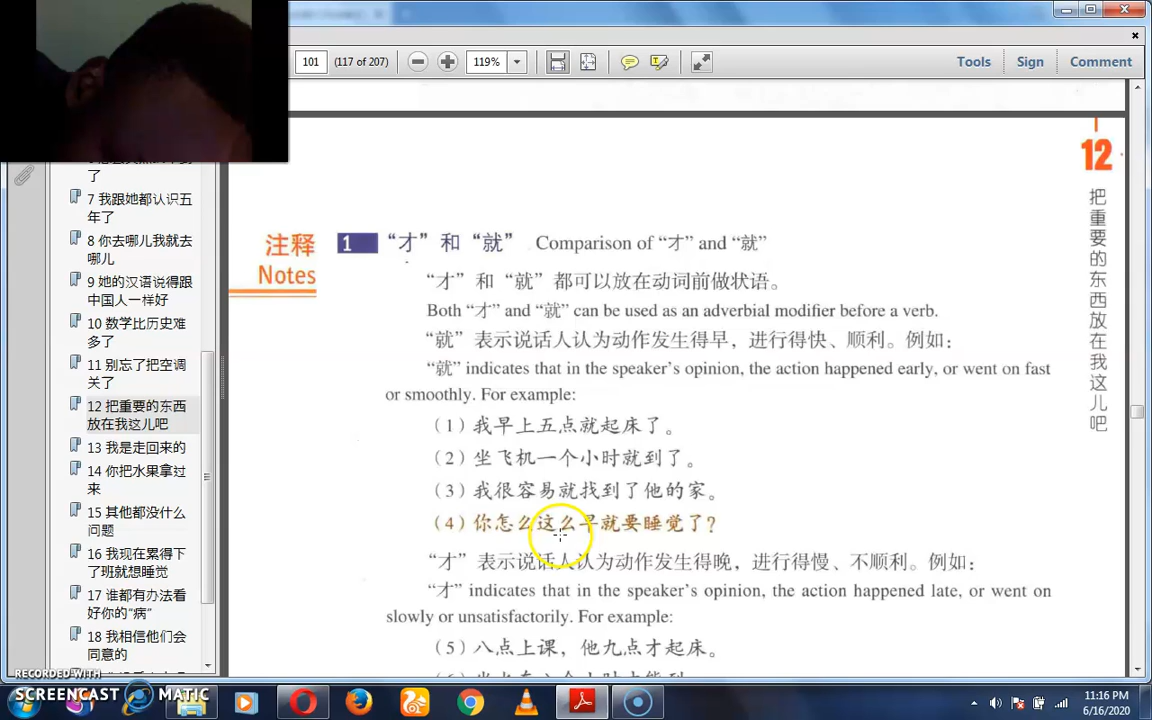 101
(117 of 207)
119%
Tools
Sign
Comment
了
7 我跟她都认识五
年了
8 你去哪儿我就去
哪儿
9 她的汉语说得跟
中国人一样好
10 数学比历史难
多了
11 别忘了把空调
关了
12 把重要的东西
放在我这儿吧
13 我是走回来的
14 你把水果拿过
来
15 其他都没什么
问题
16 我现在累得下
了班就想睡觉
17 谁都有办法看
好你的“病”
18 我相信他们会
同意的
12
把重要的东西放在我这儿吧
注释
Notes
1 “才” 和 “就” Comparison of “才” and “就”
“才” 和 “就” 都可以放在动词前做状语。
Both “才” and “就” can be used as an adverbial modifier before a verb.
“就” 表示说话人认为动作发生得早，进行得快、顺利。例如：
“就” indicates that in the speaker’s opinion, the action happened early, or went on fast
or smoothly. For example:
（1）我早上五点就起床了。
（2）坐飞机一个小时就到了。
（3）我很容易就找到了他的家。
（4）你怎么这么早就要睡觉了？
“才” 表示说话人认为动作发生得晚，进行得慢、不顺利。例如：
“才” indicates that in the speaker’s opinion, the action happened late, or went on
slowly or unsatisfactorily. For example:
（5）八点上课，他九点才起床。
RECORDED WITH
SCREENCAST MATIC
11:16 PM
6/16/2020